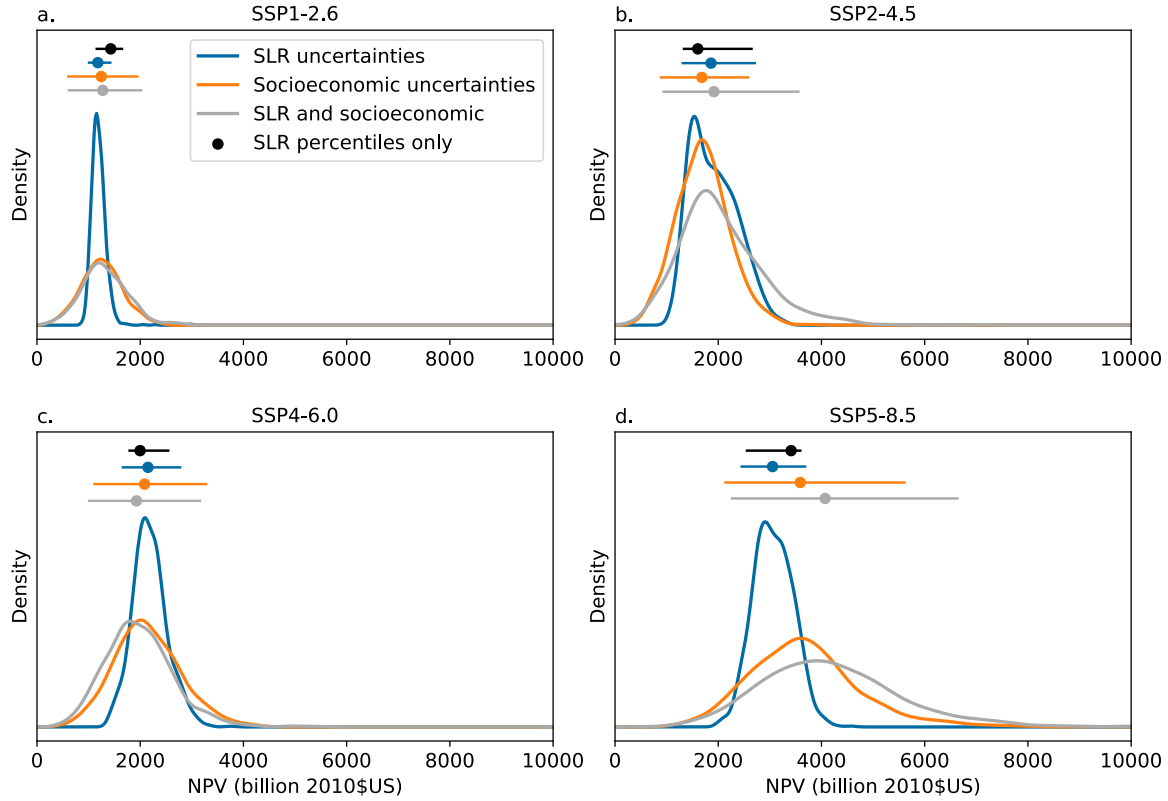 a.
SSP1-2.6
SLR uncertainties
Socioeconomic uncertainties
SLR and socioeconomic
SLR percentiles only
Density
0 2000 4000 6000 8000 10000
b.
SSP2-4.5
Density
0 2000 4000 6000 8000 10000
c.
SSP4-6.0
Density
0 2000 4000 6000 8000 10000
NPV (billion 2010$US)
d.
SSP5-8.5
Density
0 2000 4000 6000 8000 10000
NPV (billion 2010$US)